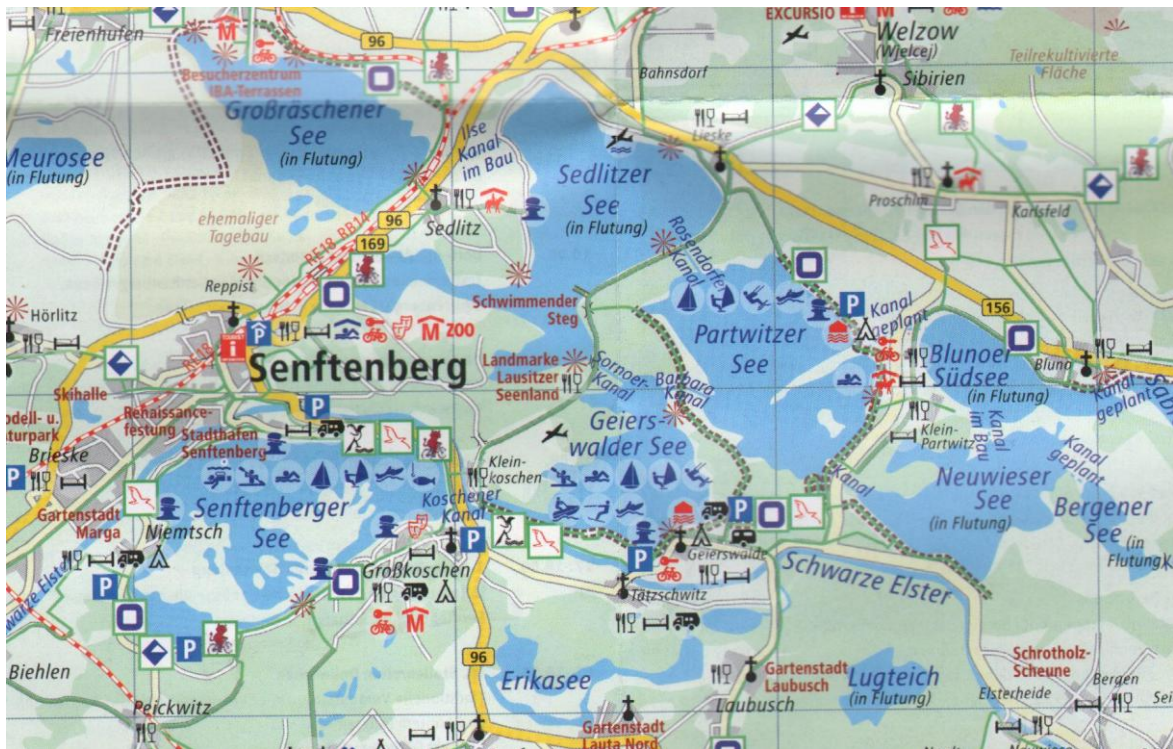 Freienhufen
M
96
EXCURSIO
i
M
Welzow
(Wjelcej)
Teilrekultivierte
Fläche
Bahnsdorf
Sibirien
Besucherzentrum
IBA-Terrassen
Großräschener
See
(in Flutung)
Meurosee
(in Flutung)
Ilse
Kanal
im Bau
Lieske
Sedlitzer
See
(in Flutung)
Proschim
Karlsfeld
ehemaliger
Tagebau
RE18 RB14
96
169
Sedlitz
Rosendorfer
Kanal
Reppist
Hörlitz
Schwimmender
Steg
P
P
Kanal
geplant
156
Partwitzer
See
M 200
TOURIST
i
RE18
Senftenberg
Landmarke
Lausitzer
Seenland
Sornoer
Kanal
Barbara
Kanal
Blunoer
Südsee
(in Flutung)
Bluno
Kanal
geplant
Skihalle
Renaissance-
festung
Stadthafen
Senftenberg
P
Geiers-
walder See
Klein-
Partwitz
Kanal
im Bau
Kanal
geplant
Brieske
P
Klein-
koschen
Kanal
Neuwieser
See
(in Flutung)
Bergener
See
(in
Flutung)
Gartenstadt
Marga
Niemtsch
Senftenberger
See
Koschener
Kanal
P
P
P
Geierswalde
Großkoschen
Schwarze Elster
M
Tätzschwitz
P
P
Biehlen
96
Erikasee
Gartenstadt
Laubusch
Lugteich
(in Flutung)
Schrotholz-
Scheune
Bergen
Elsterheide
Peickwitz
Laubusch
Gartenstadt
Lauta Nord